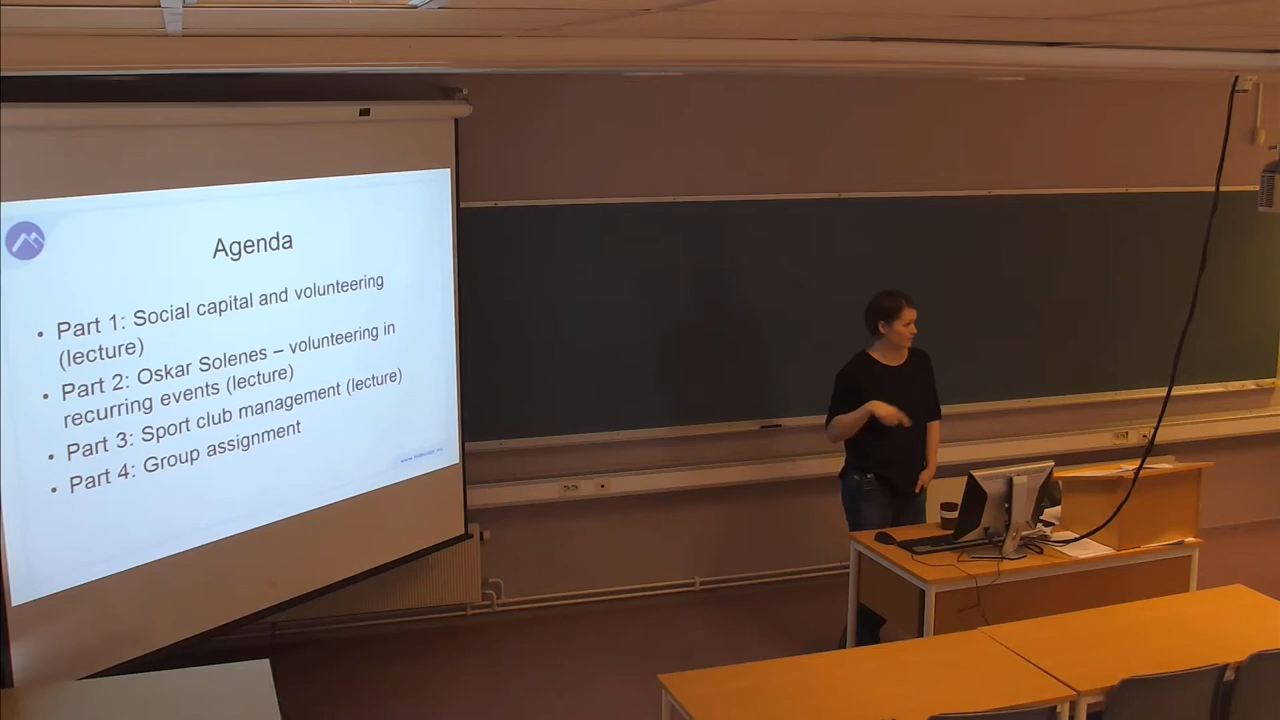 Agenda
• Part 1: Social capital and volunteering
(lecture)
• Part 2: Oskar Solenes – volunteering in
recurring events (lecture)
• Part 3: Sport club management (lecture)
• Part 4: Group assignment